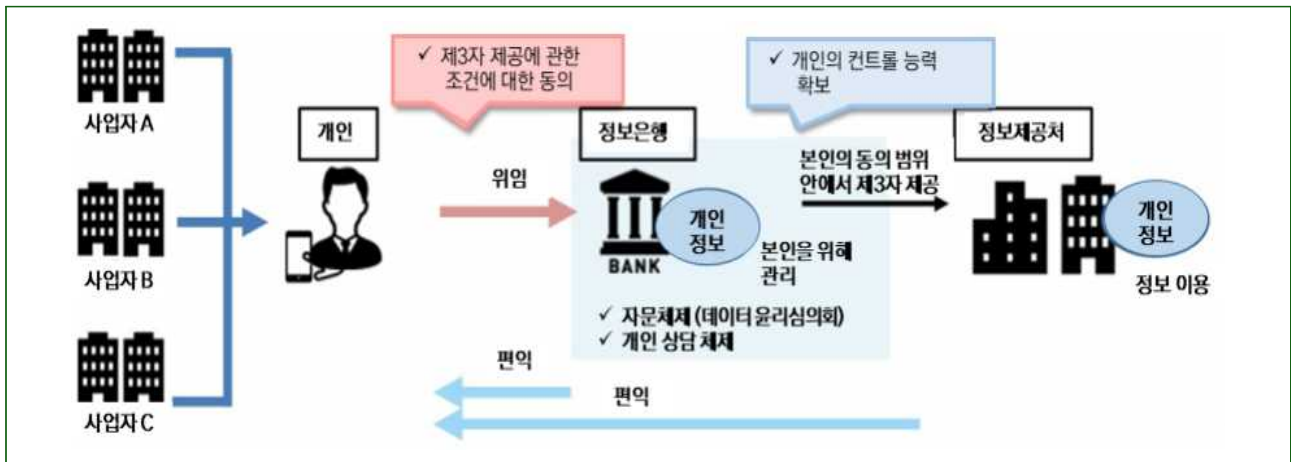 ✓ 제3자 제공에 관한
조건에 대한 동의
✓ 개인의 컨트롤 능력
확보
사업자 A
개인
정보은행
정보제공처
위임
본인의 동의 범위
안에서 제3자 제공
사업자 B
BANK
개인
정보
본인을 위해
관리
개인
정보
정보 이용
✓ 자문체제 (데이터 윤리심의회)
✓ 개인 상담 체제
편익
편익
사업자 C